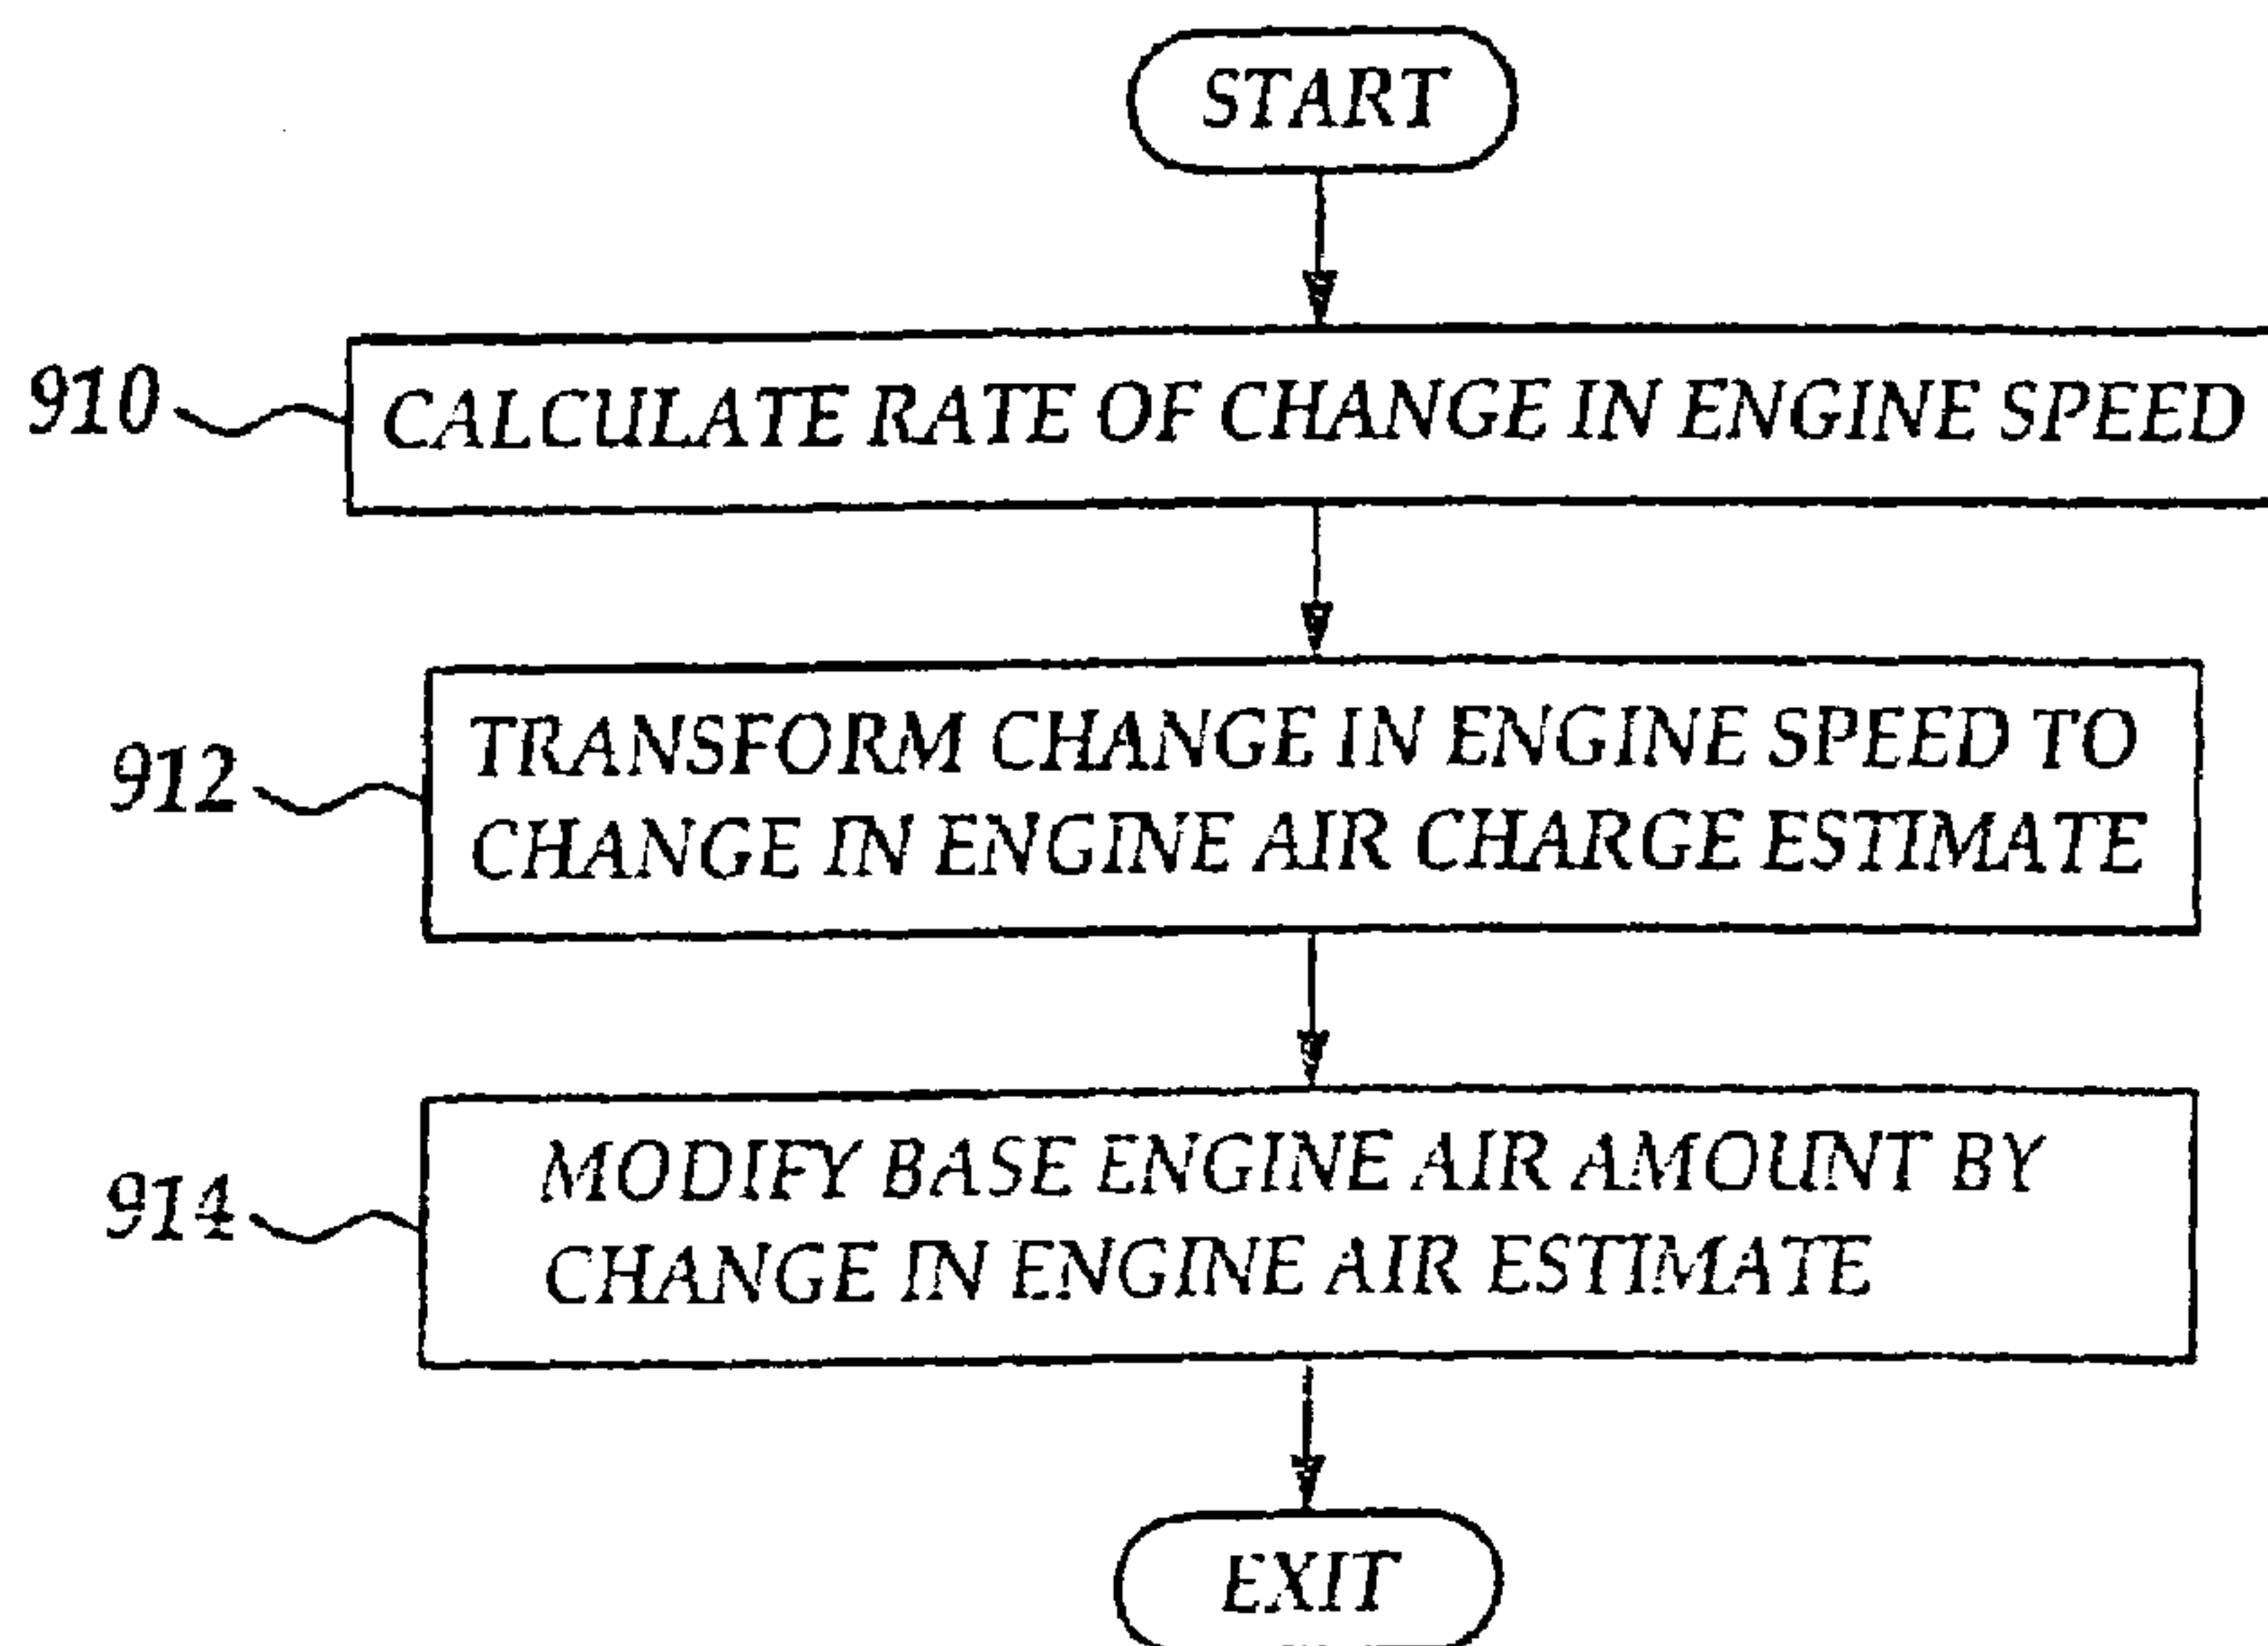 START
910
CALCULATE RATE OF CHANGE IN ENGINE SPEED
912
TRANSFORM CHANGE IN ENGINE SPEED TO
CHANGE IN ENGINE AIR CHARGE ESTIMATE
914
MODIFY BASE ENGINE AIR AMOUNT BY
CHANGE IN ENGINE AIR ESTIMATE
EXIT